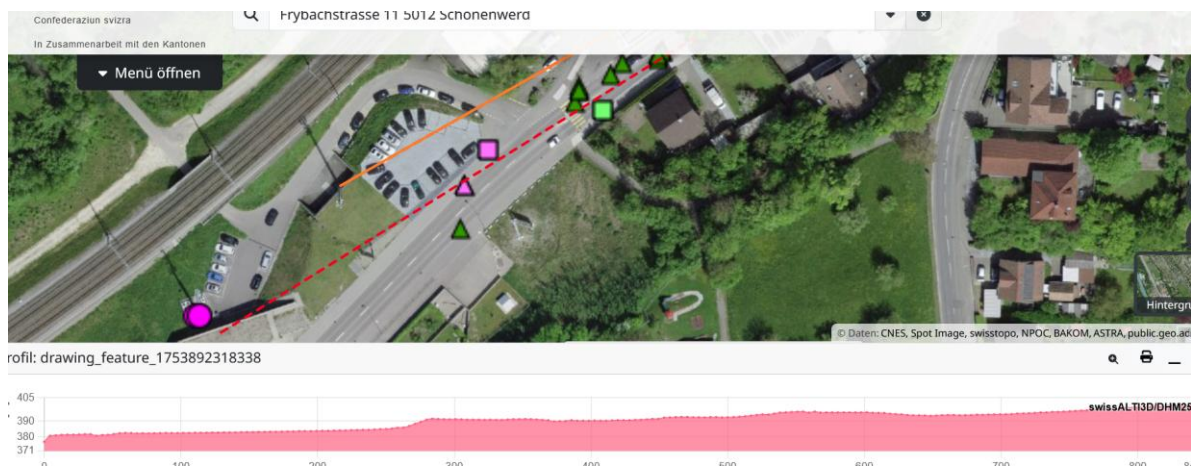 Confederaziun svizra
In Zusammenarbeit mit den Kantonen
Frybachstrasse 11 5012 Schönenwerd
Menü öffnen
Hintergru
© Daten: CNES, Spot Image, swisstopo, NPOC, BAKOM, ASTRA, public.geo.ad
rofil: drawing_feature_1753892318338
405
390
380
371
swissALTI3D/DHM25
0 100 200 300 400 500 600 700 800